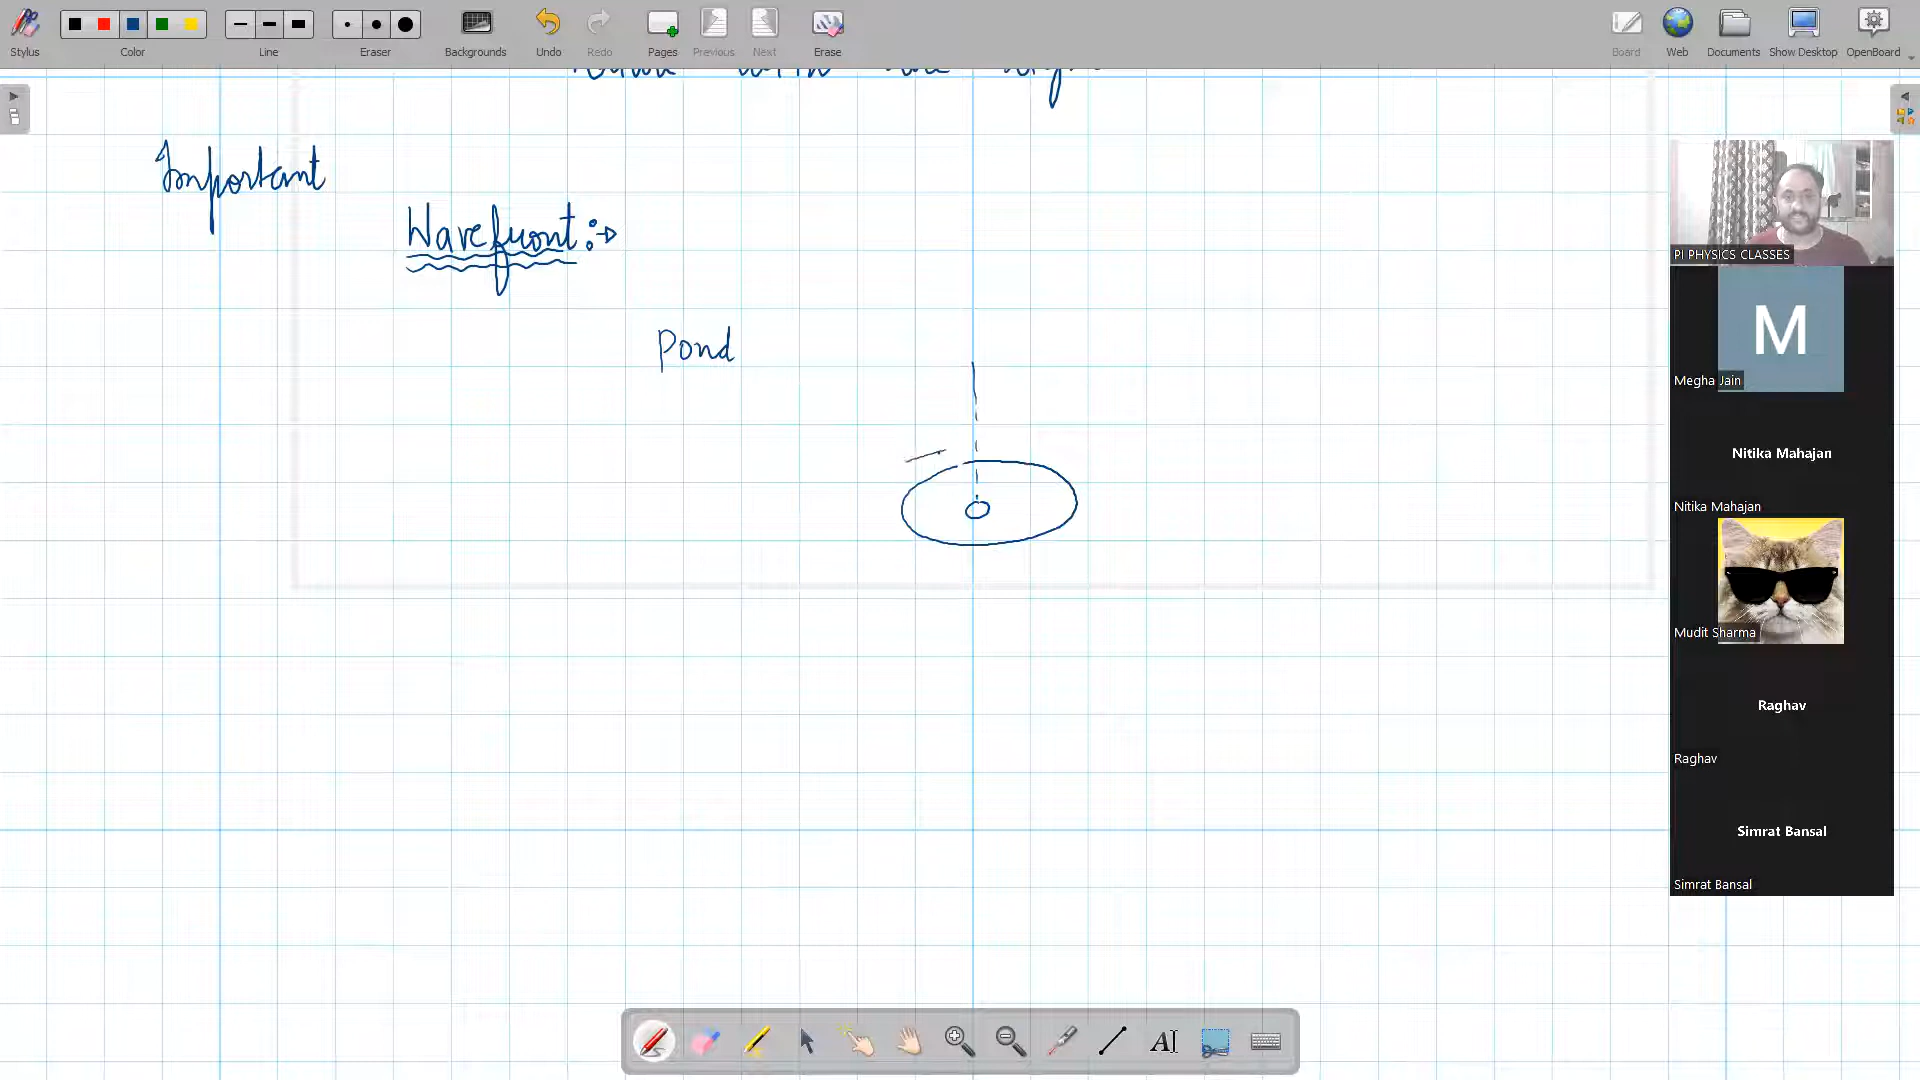 Stylus
Color
Line
Eraser
Backgrounds
Undo
Redo
Pages
Previous
Next
Erase
Board
Web
Documents
Show Desktop
OpenBoard
Important
Wavefront :→
Pond
PI PHYSICS CLASSES
M
Megha Jain
Nitika Mahajan
Nitika Mahajan
Mudit Sharma
Raghav
Raghav
Simrat Bansal
Simrat Bansal